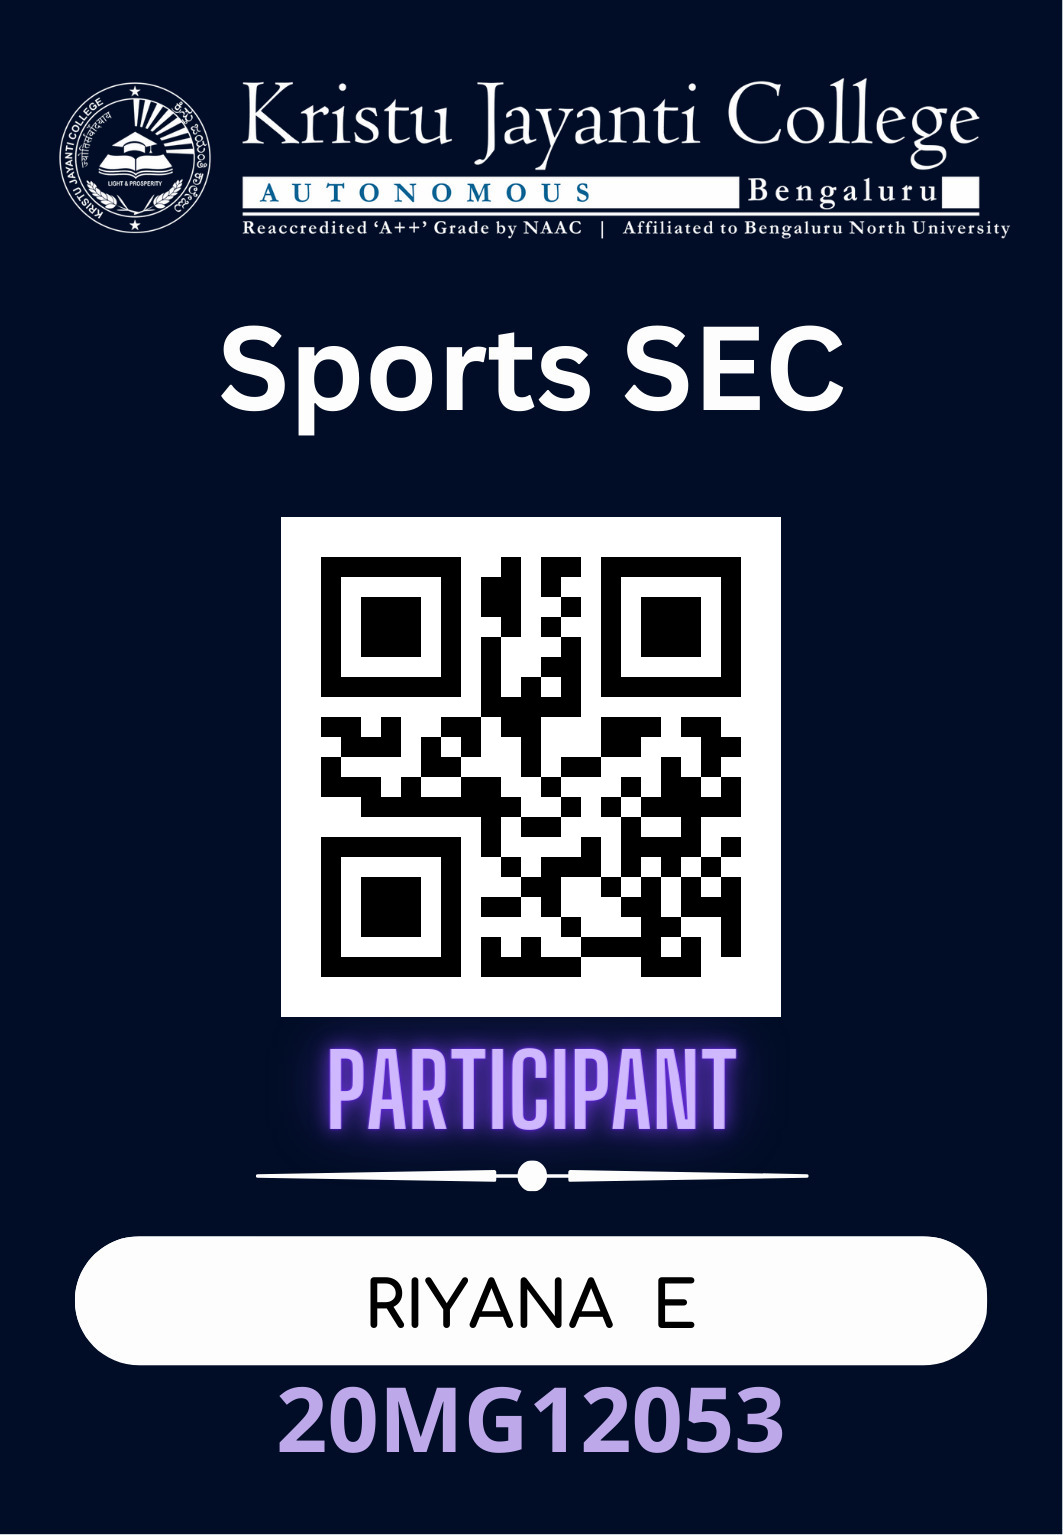 KRISTU JAYANTI COLLEGE
ಕ್ರಿಸ್ತು ಜಯಂತಿ ಕಾಲೇಜು
LIGHT & PROSPERITY
Kristu Jayanti College
AUTONOMOUS Bengaluru
Reaccredited ‘A++’ Grade by NAAC | Affiliated to Bengaluru North University
Sports SEC
PARTICIPANT
RIYANA E
20MG12053